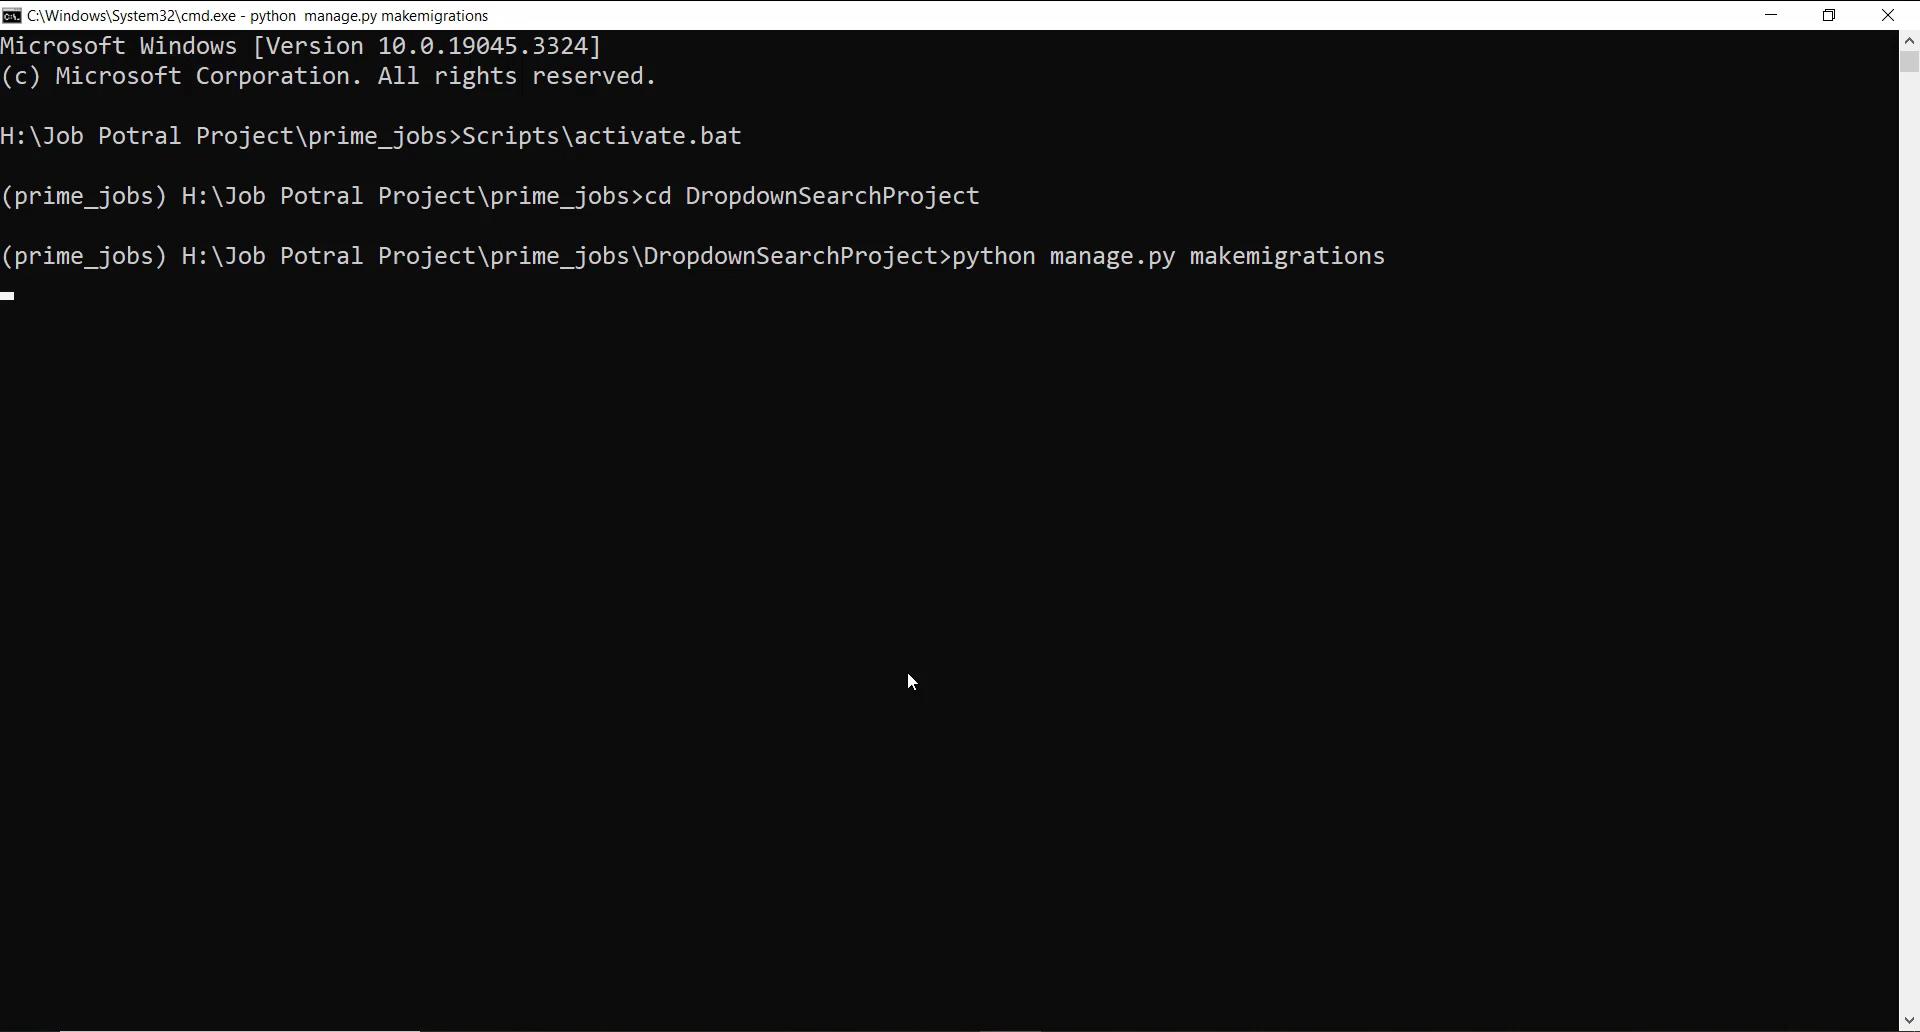 C:\Windows\System32\cmd.exe - python  manage.py makemigrations
Microsoft Windows [Version 10.0.19045.3324]
(c) Microsoft Corporation. All rights reserved.
H:\Job Potral Project\prime_jobs>Scripts\activate.bat
(prime_jobs) H:\Job Potral Project\prime_jobs>cd DropdownSearchProject
(prime_jobs) H:\Job Potral Project\prime_jobs\DropdownSearchProject>python manage.py makemigrations